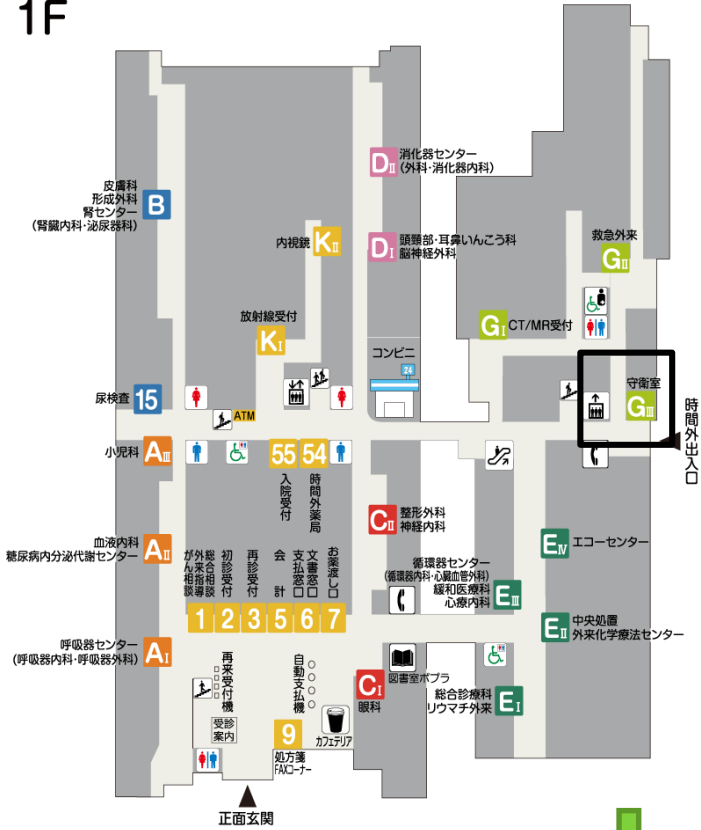 1F
皮膚科
形成外科
腎センター
(腎臓内科・泌尿器科)
B
DII
消化器センター
(外科・消化器内科)
内視鏡
KII
DI
頭頸部・耳鼻いんこう科
脳神経外科
救急外来
GII
放射線受付
KI
GI
CT/MR受付
コンビニ
24
守衛室
GIII
時間外出入口
尿検査
15
ATM
小児科
AIII
55
入院受付
54
時間外薬局
CII
整形外科
神経内科
血液内科
糖尿病内分泌代謝センター
AII
EIV
エコーセンター
循環器センター
(循環器内科・心臓血管外科)
緩和医療科
心療内科
EIII
がん相談
外来指導
総合相談
1
初診受付
2
再診受付
3
会計
5
支払窓口
文書窓口
6
お薬渡し口
7
EII
中央処置
外来化学療法センター
呼吸器センター
(呼吸器内科・呼吸器外科)
AI
再来受付機
自動支払機
図書室ポプラ
CI
眼科
総合診療科
リウマチ外来
EI
受診
案内
9
処方箋
FAXコーナー
カフェテリア
正面玄関